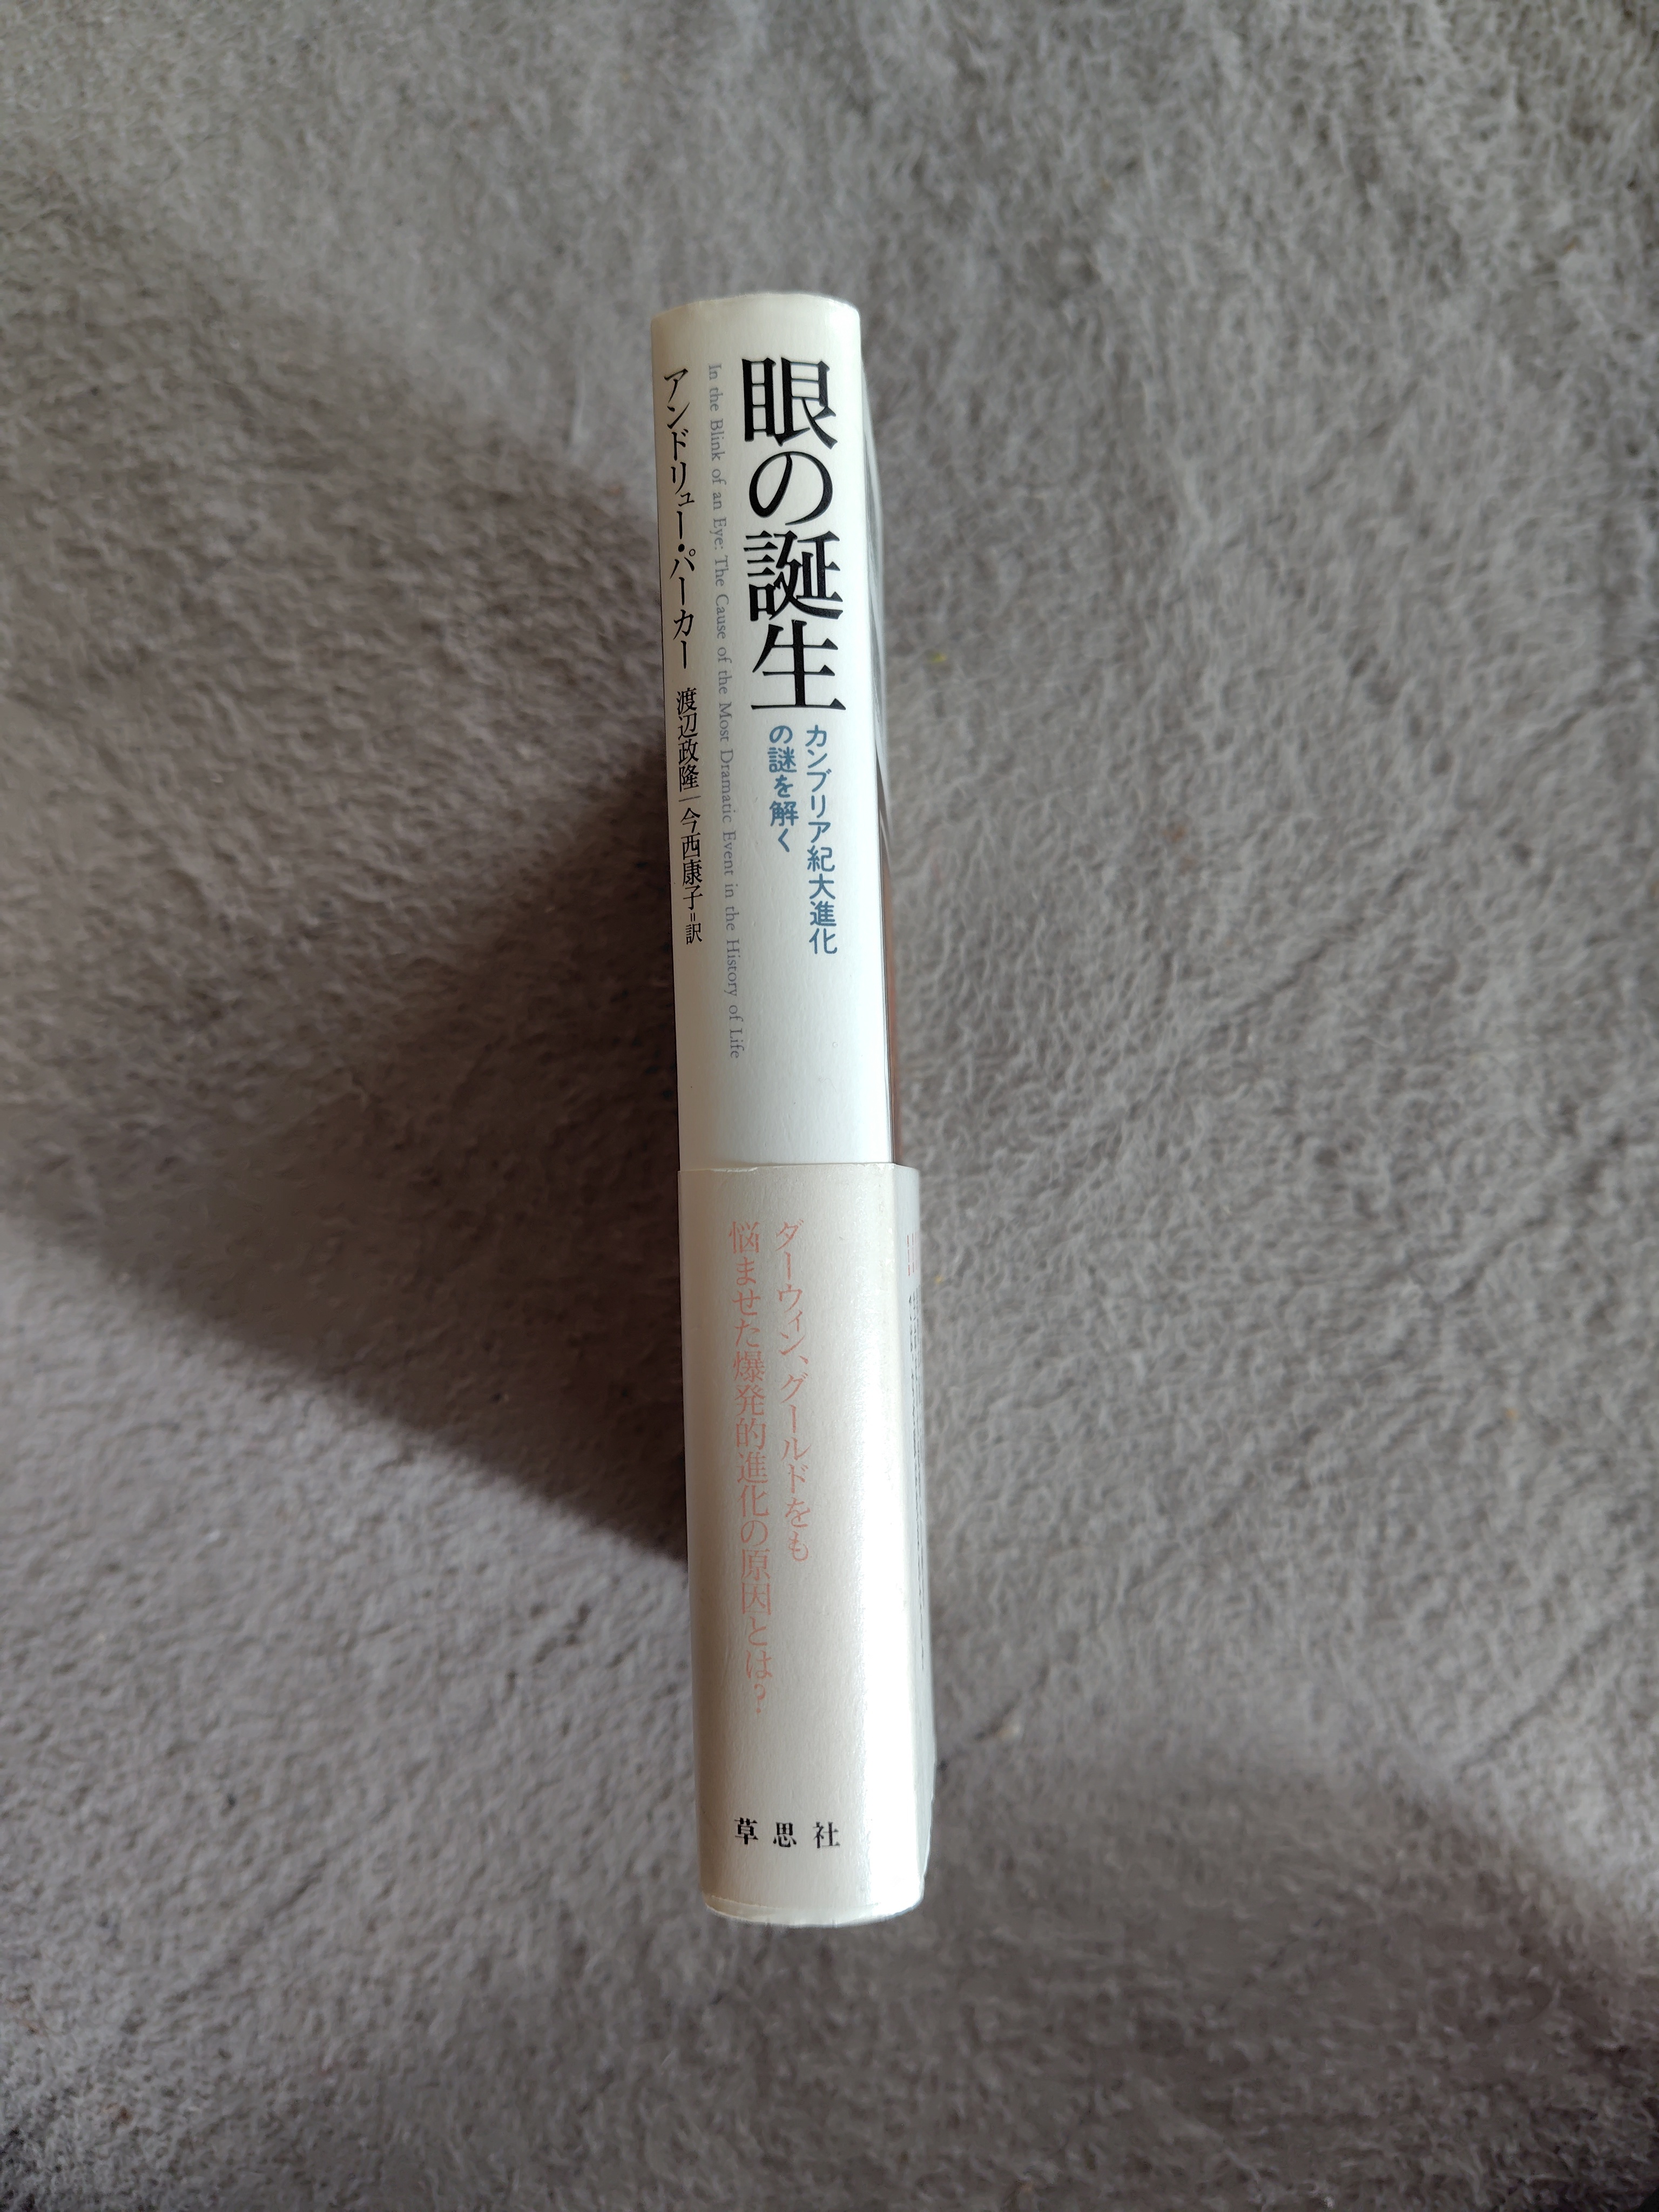 眼の誕生
カンブリア紀大進化
の謎を解く
In the Blink of an Eye: The Cause of the Most Dramatic Event in the History of Life
アンドリュー・パーカー 渡辺政隆|今西康子=訳
ダーウィン、グールドをも
悩ませた爆発的進化の原因とは?
草思社